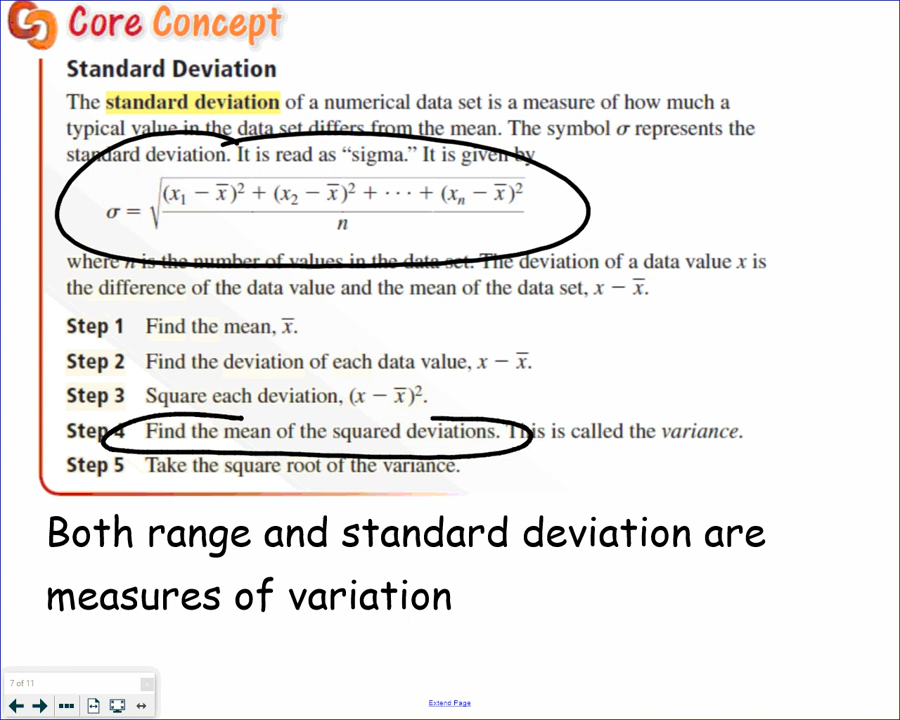 Core Concept
Standard Deviation
The standard deviation of a numerical data set is a measure of how much a
typical value in the data set differs from the mean. The symbol σ represents the
standard deviation. It is read as “sigma.” It is given by
σ = √((x₁ − x̅)² + (x₂ − x̅)² + · · · + (xₙ − x̅)² / n)
where n is the number of values in the data set. The deviation of a data value x is
the difference of the data value and the mean of the data set, x − x̅.
Step 1 Find the mean, x̅.
Step 2 Find the deviation of each data value, x − x̅.
Step 3 Square each deviation, (x − x̅)².
Step 4 Find the mean of the squared deviations. This is called the variance.
Step 5 Take the square root of the variance.
Both range and standard deviation are
measures of variation
7 of 11
Extend Page